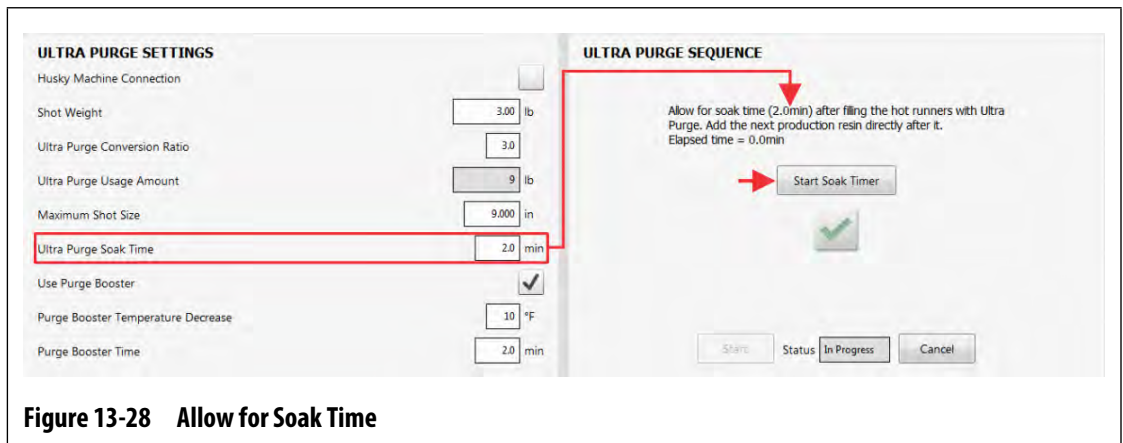 ULTRA PURGE SETTINGS
Husky Machine Connection
Shot Weight 3.00 lb
Ultra Purge Conversion Ratio 3.0
Ultra Purge Usage Amount 9 lb
Maximum Shot Size 9.000 in
Ultra Purge Soak Time 2.0 min
Use Purge Booster
Purge Booster Temperature Decrease 10 °F
Purge Booster Time 2.0 min
ULTRA PURGE SEQUENCE
Allow for soak time (2.0min) after filling the hot runners with Ultra
Purge. Add the next production resin directly after it.
Elapsed time = 0.0min
Start Soak Timer
Start Status In Progress Cancel
Figure 13-28 Allow for Soak Time